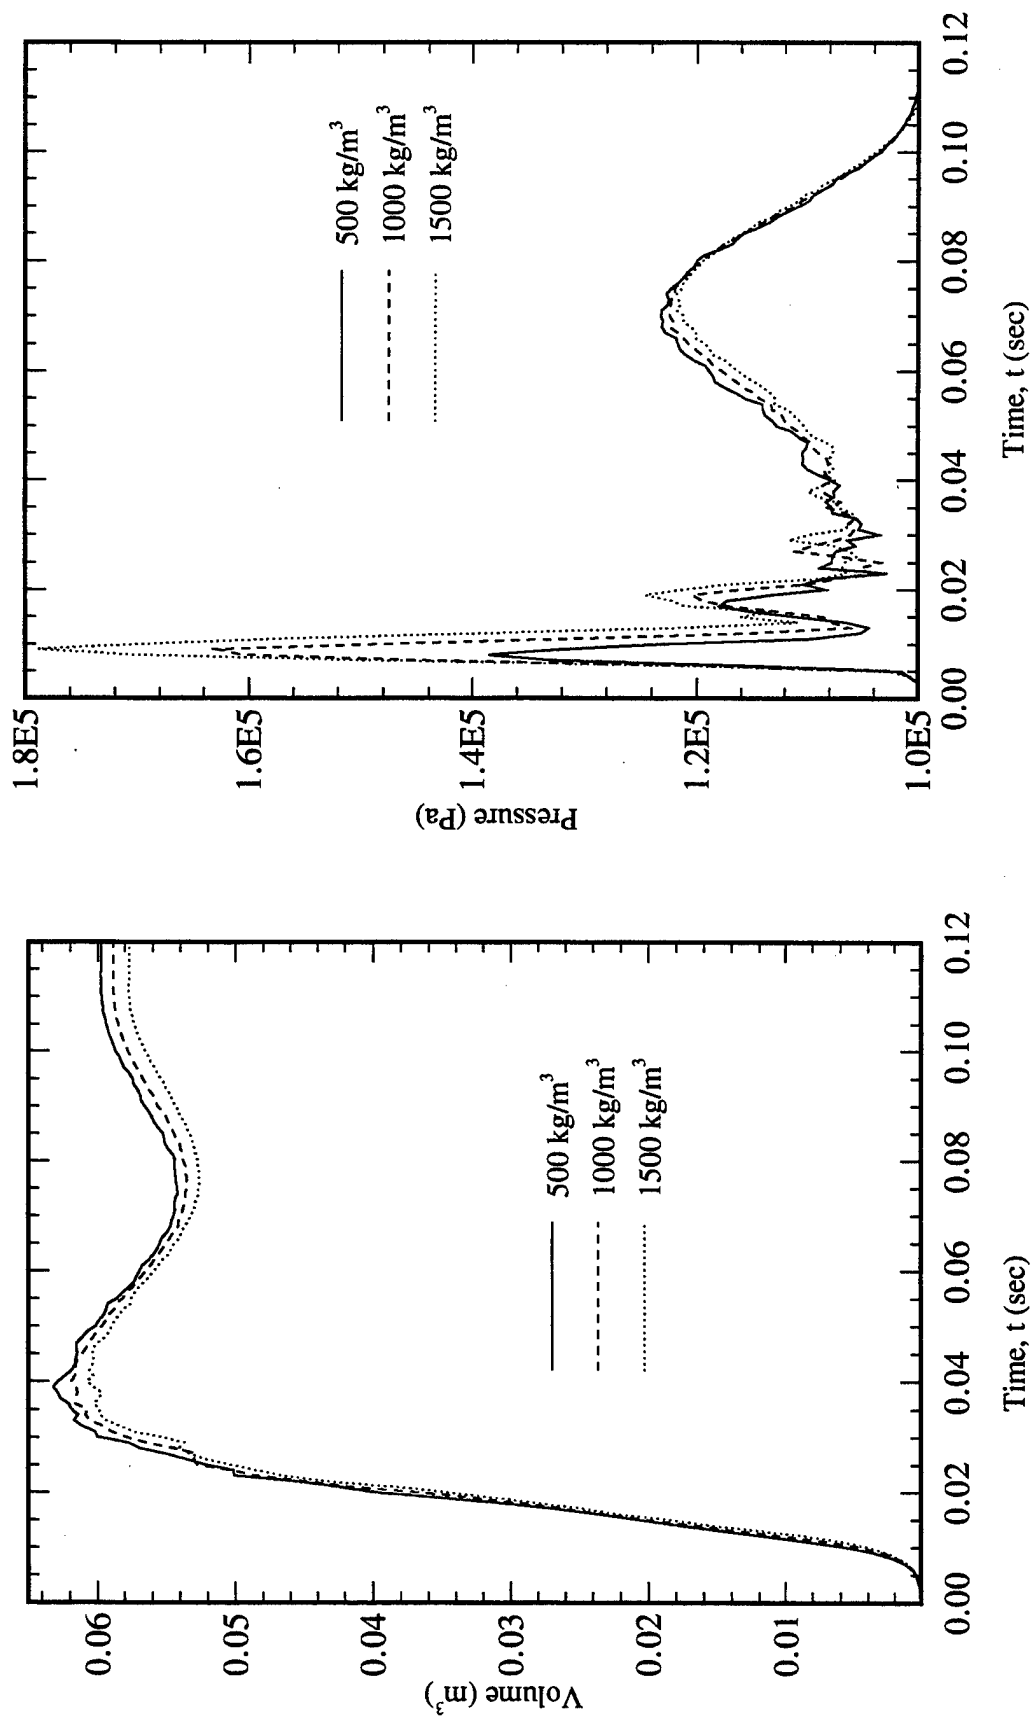 0.06
0.05
0.04
0.03
0.02
0.01
Volume (m³)
0.00
0.02
0.04
0.06
0.08
0.10
0.12
Time, t (sec)
500 kg/m³
1000 kg/m³
1500 kg/m³
1.8E5
1.6E5
1.4E5
1.2E5
1.0E5
Pressure (Pa)
0.00
0.02
0.04
0.06
0.08
0.10
0.12
Time, t (sec)
500 kg/m³
1000 kg/m³
1500 kg/m³